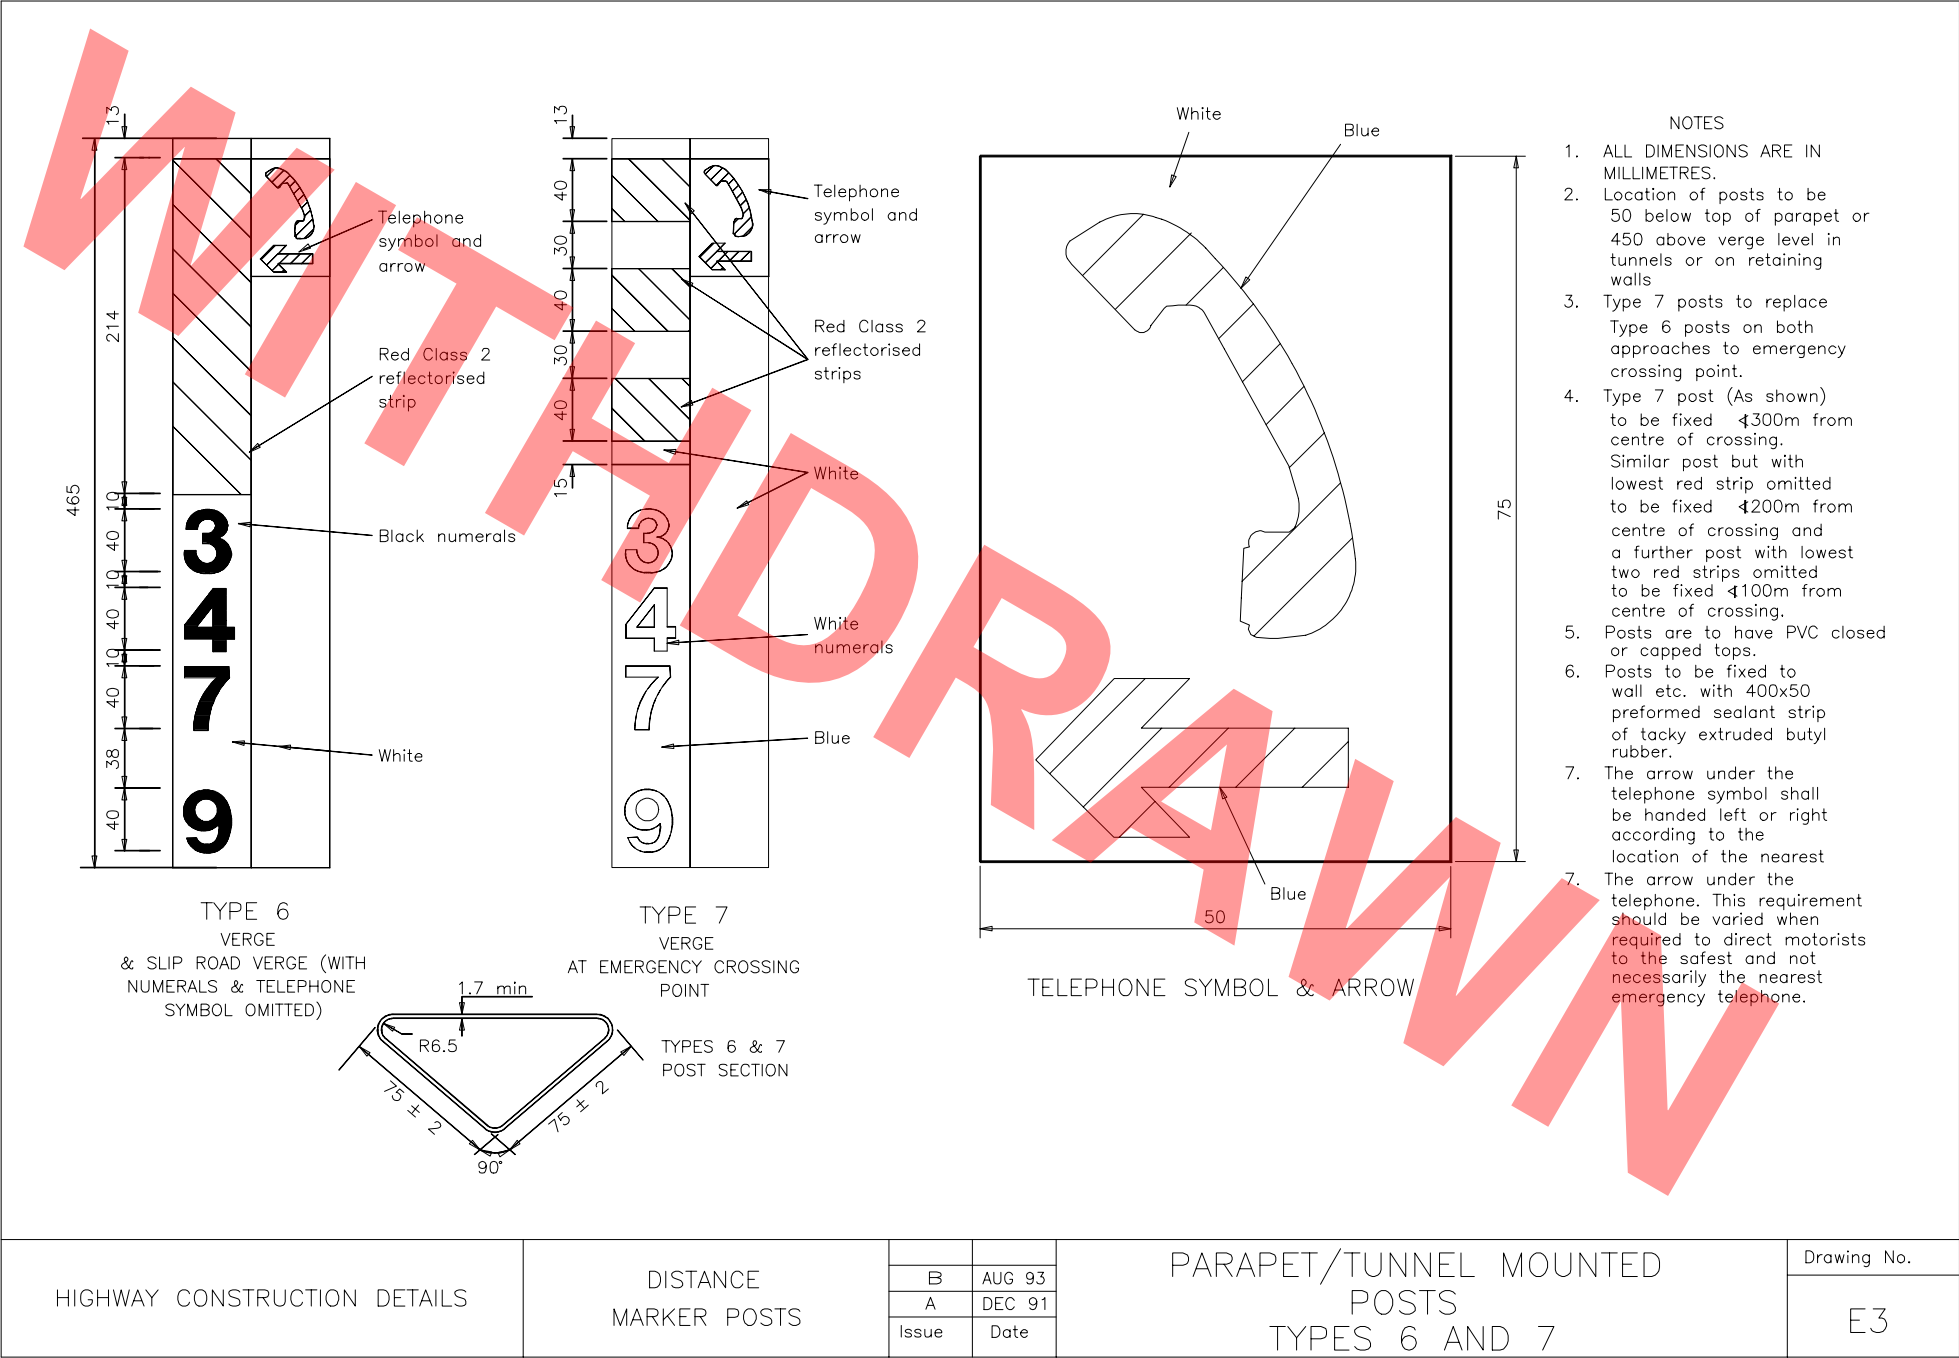 WITHDRAWN
13
465
214
10
40
10
40
10
40
38
40
3
4
7
9
Telephone
symbol and
arrow
Red Class 2
reflectorised
strip
Black numerals
White
TYPE 6
VERGE
& SLIP ROAD VERGE (WITH
NUMERALS & TELEPHONE
SYMBOL OMITTED)
13
40
30
40
30
40
15
3
4
7
9
Telephone
symbol and
arrow
Red Class 2
reflectorised
strips
White
White
numerals
Blue
TYPE 7
VERGE
AT EMERGENCY CROSSING
POINT
1.7 min
R6.5
75 ± 2
75 ± 2
90°
TYPES 6 & 7
POST SECTION
White
Blue
75
Blue
50
TELEPHONE SYMBOL & ARROW
NOTES
1. ALL DIMENSIONS ARE IN
MILLIMETRES.
2. Location of posts to be
50 below top of parapet or
450 above verge level in
tunnels or on retaining
walls
3. Type 7 posts to replace
Type 6 posts on both
approaches to emergency
crossing point.
4. Type 7 post (As shown)
to be fixed ∢300m from
centre of crossing.
Similar post but with
lowest red strip omitted
to be fixed ∢200m from
centre of crossing and
a further post with lowest
two red strips omitted
to be fixed ∢100m from
centre of crossing.
5. Posts are to have PVC closed
or capped tops.
6. Posts to be fixed to
wall etc. with 400x50
preformed sealant strip
of tacky extruded butyl
rubber.
7. The arrow under the
telephone symbol shall
be handed left or right
according to the
location of the nearest
7. The arrow under the
telephone. This requirement
should be varied when
required to direct motorists
to the safest and not
necessarily the nearest
emergency telephone.
HIGHWAY CONSTRUCTION DETAILS
DISTANCE
MARKER POSTS
B AUG 93
A DEC 91
Issue Date
PARAPET/TUNNEL MOUNTED
POSTS
TYPES 6 AND 7
Drawing No.
E3